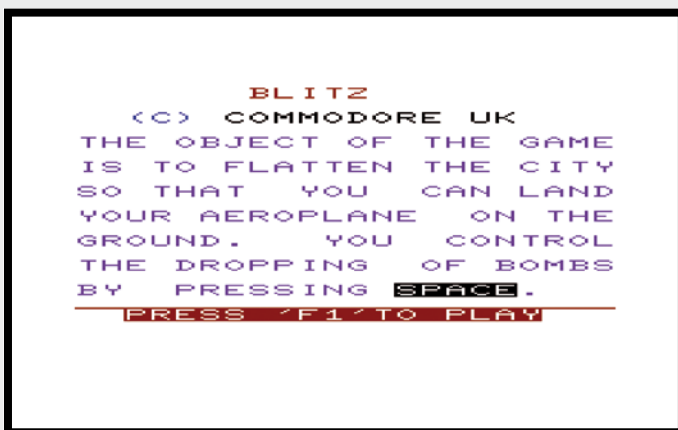 BLITZ
(C) COMMODORE UK
THE OBJECT OF THE GAME
IS TO FLATTEN THE CITY
SO THAT YOU CAN LAND
YOUR AEROPLANE ON THE
GROUND. YOU CONTROL
THE DROPPING OF BOMBS
BY PRESSING SPACE.
PRESS 'F1'TO PLAY